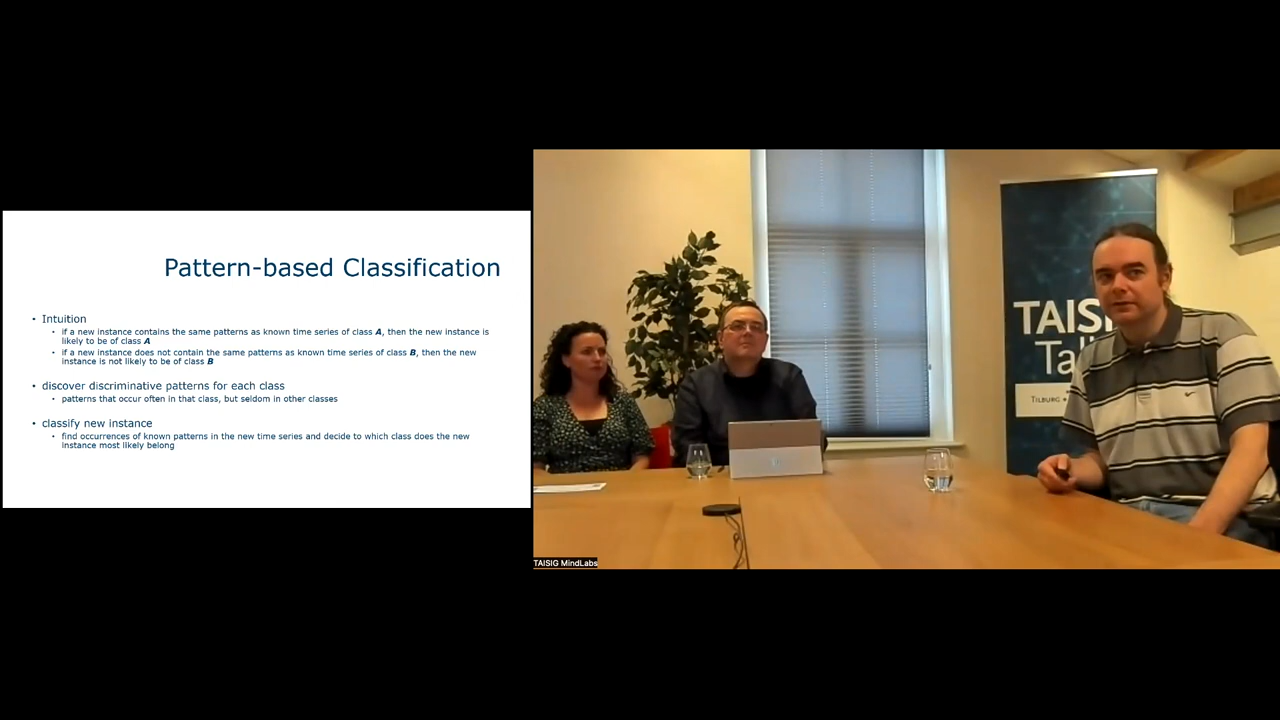 Pattern-based Classification
• Intuition
• if a new instance contains the same patterns as known time series of class A, then the new instance is
likely to be of class A
• if a new instance does not contain the same patterns as known time series of class B, then the new
instance is not likely to be of class B
• discover discriminative patterns for each class
• patterns that occur often in that class, but seldom in other classes
• classify new instance
• find occurrences of known patterns in the new time series and decide to which class does the new
instance most likely belong
TAISI
Tal
TILBURG
TAISIG MindLabs